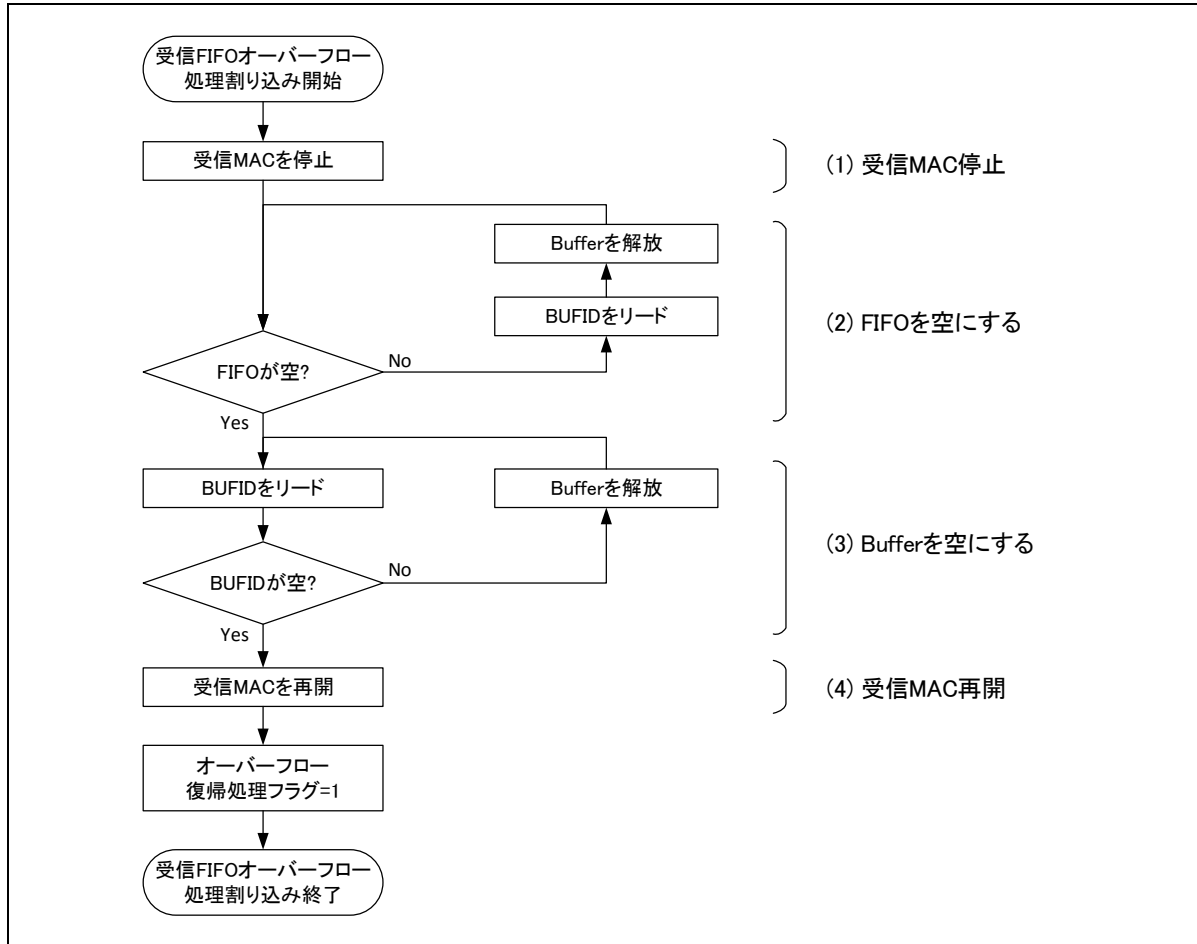 受信FIFOオーバーフロー
処理割り込み開始
受信MACを停止
(1) 受信MAC停止
Bufferを解放
BUFIDをリード
(2) FIFOを空にする
FIFOが空?
No
Yes
BUFIDをリード
Bufferを解放
(3) Bufferを空にする
BUFIDが空?
No
Yes
受信MACを再開
(4) 受信MAC再開
オーバーフロー
復帰処理フラグ=1
受信FIFOオーバーフロー
処理割り込み終了